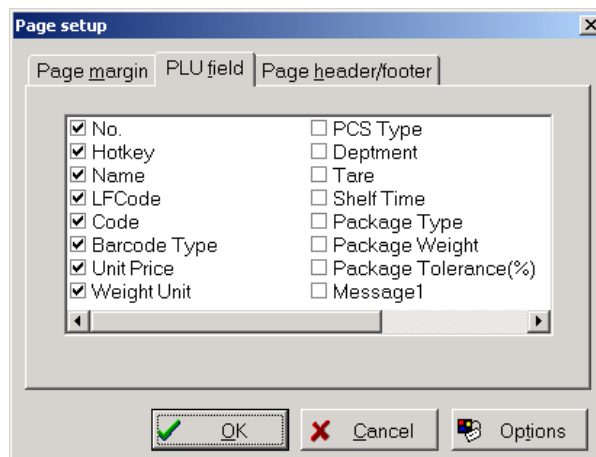 Page setup
Page margin
PLU field
Page header/footer
No.
Hotkey
Name
LFCode
Code
Barcode Type
Unit Price
Weight Unit
PCS Type
Deptment
Tare
Shelf Time
Package Type
Package Weight
Package Tolerance(%)
Message1
OK
Cancel
Options